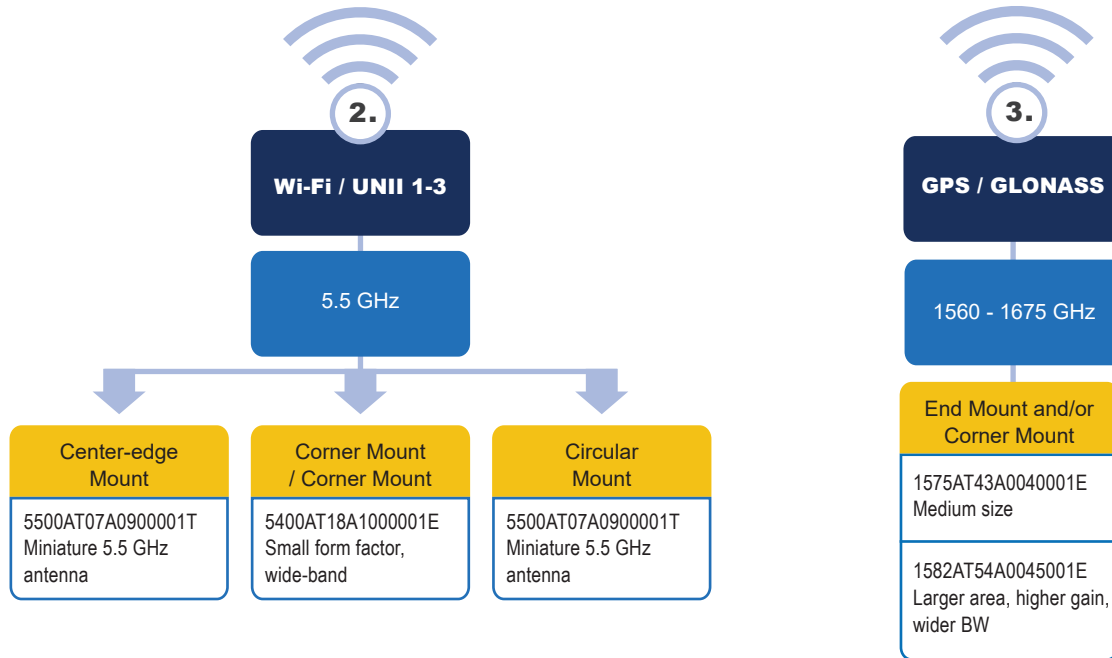 2.
Wi-Fi / UNII 1-3
5.5 GHz
Center-edge
Mount
5500AT07A0900001T
Miniature 5.5 GHz
antenna
Corner Mount
/ Corner Mount
5400AT18A1000001E
Small form factor,
wide-band
Circular
Mount
5500AT07A0900001T
Miniature 5.5 GHz
antenna
3.
GPS / GLONASS
1560 - 1675 GHz
End Mount and/or
Corner Mount
1575AT43A0040001E
Medium size
1582AT54A0045001E
Larger area, higher gain,
wider BW